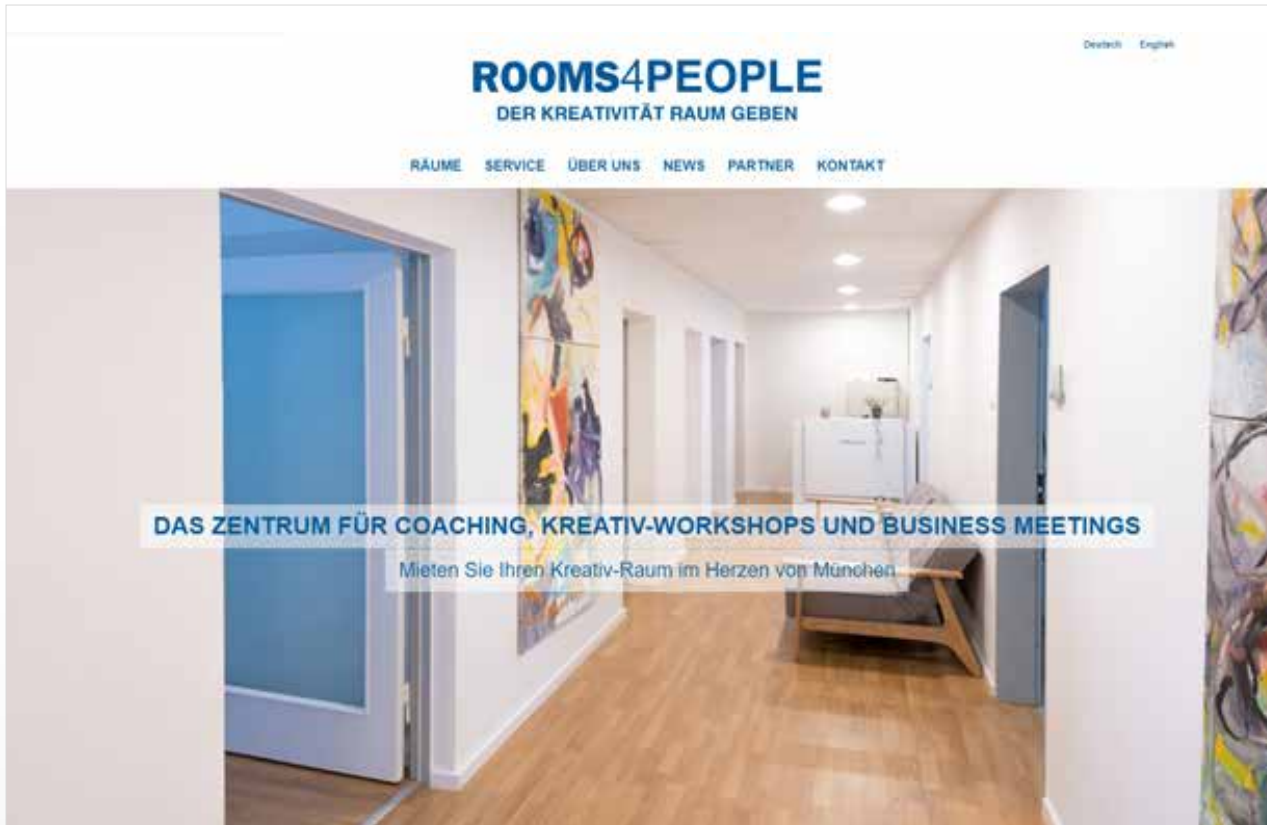 Deutsch English
ROOMS4PEOPLE
DER KREATIVITÄT RAUM GEBEN
RÄUME SERVICE ÜBER UNS NEWS PARTNER KONTAKT
DAS ZENTRUM FÜR COACHING, KREATIV-WORKSHOPS UND BUSINESS MEETINGS
Mieten Sie Ihren Kreativ-Raum im Herzen von München